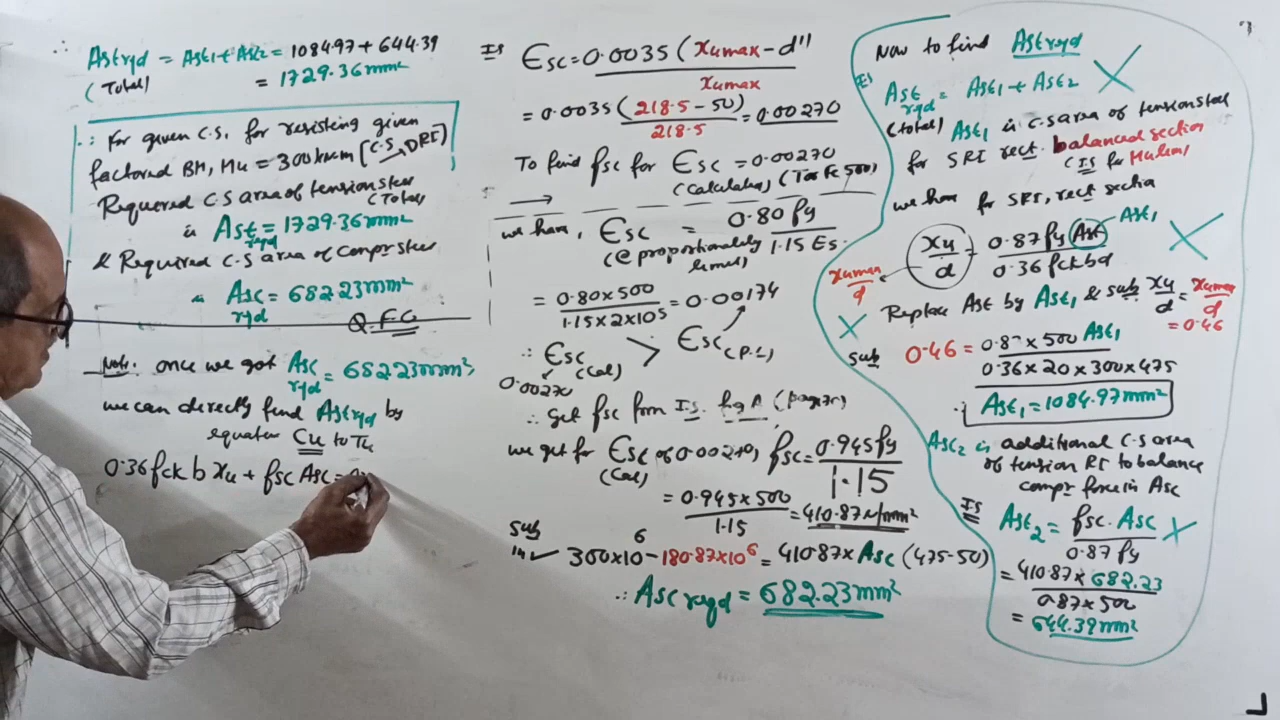 ∴ Ast ryd = Ast1 + Ast2 = 1084.97 + 644.39
(Total) = 1729.36 mm²
∴ For given C.S. for resisting given
factored BM, Mu = 300 kNm [C.S → DRF]
Required C.S area of tension steel
(Total)
is Ast ryd = 1729.36 mm²
& Required C.S area of compr steel
is Asc ryd = 682.23 mm²
Note. once we got Asc ryd = 682.23 mm²,
we can directly find Ast ryd by
equating Cu to Tu
0.36 fck b xu + fsc Asc =
IS Esc = 0.0035 (xumax - d')
xumax
= 0.0035 (218.5 - 50) = 0.00270
218.5
To find fsc for Esc = 0.00270
(Calculated) (Tor Fe 500)
we have, Esc = 0.80 fy
(@ proportionality limit) 1.15 Es.
= 0.80 x 500 = 0.00174
1.15 x 2 x 10⁵
∴ Esc (Cal) > Esc (P.L)
0.00270
∴ Get fsc from IS. fig A (page 70)
we get for Esc of 0.00270, fsc = 0.945 fy
(Cal) 1.15
= 0.945 x 500 = 410.87 N/mm²
1.15
Sub
in ✓ 300 x 10⁶ - 180.87 x 10⁶ = 410.87 x Asc (475 - 50)
∴ Asc ryd = 682.23 mm²
Now to find Ast ryd
IS Ast ryd = Ast1 + Ast2
(total) Ast1 is C.S area of tension steel
for SRI rect. balanced section
(IS for Mulim)
we have for SRI, rect section
xu = 0.87 fy Ast Ast1
d 0.36 fck b d
xumax
d
Replace Ast by Ast1 & sub xu/d = xumax/d
= 0.46
Sub 0.46 = 0.87 x 500 Ast1
0.36 x 20 x 300 x 475
∴ Ast1 = 1084.97 mm²
Asc2 is additional C.S area
of tension Rt to balance
compr force in Asc
IS Ast2 = fsc. Asc
0.87 fy
= 410.87 x 682.23
0.87 x 500
= 644.39 mm²